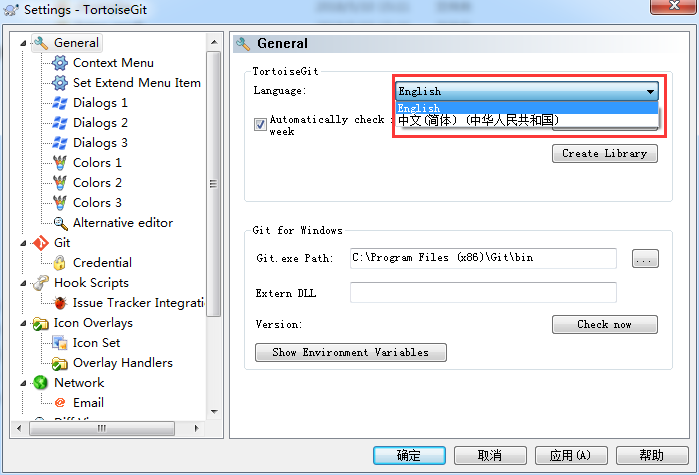 Settings - TortoiseGit
General
Context Menu
Set Extend Menu Item
Dialogs 1
Dialogs 2
Dialogs 3
Colors 1
Colors 2
Colors 3
Alternative editor
Git
Credential
Hook Scripts
Issue Tracker Integrati
Icon Overlays
Icon Set
Overlay Handlers
Network
Email
General
TortoiseGit
Language:
English
English
中文(简体) (中华人民共和国)
Automatically check
week
Create Library
Git for Windows
Git.exe Path:
C:\Program Files (x86)\Git\bin
...
Extern DLL
Version:
Check now
Show Environment Variables
确定
取消
应用(A)
帮助